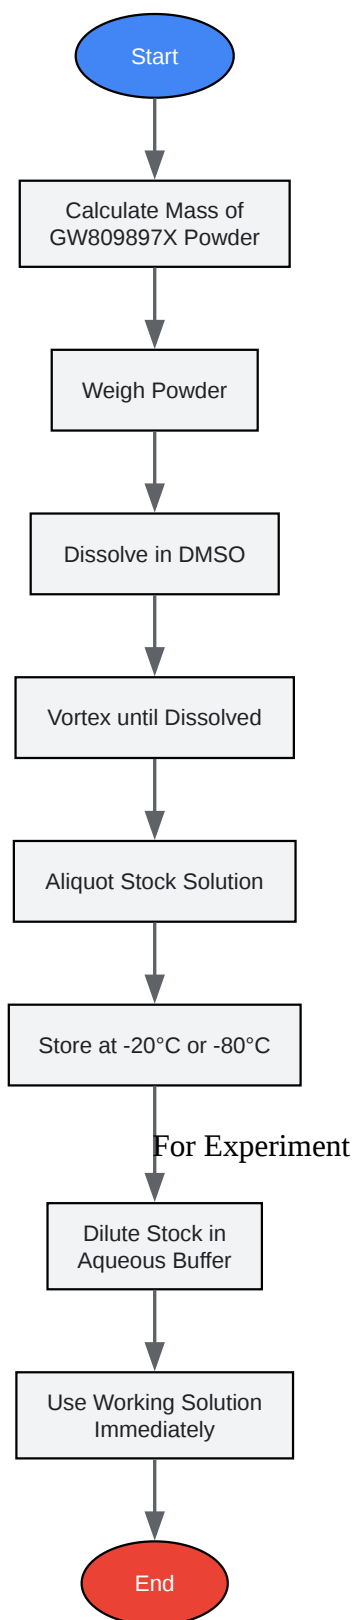 Start
Calculate Mass of
GW809897X Powder
Weigh Powder
Dissolve in DMSO
Vortex until Dissolved
Aliquot Stock Solution
Store at -20°C or -80°C
For Experiment
Dilute Stock in
Aqueous Buffer
Use Working Solution
Immediately
End